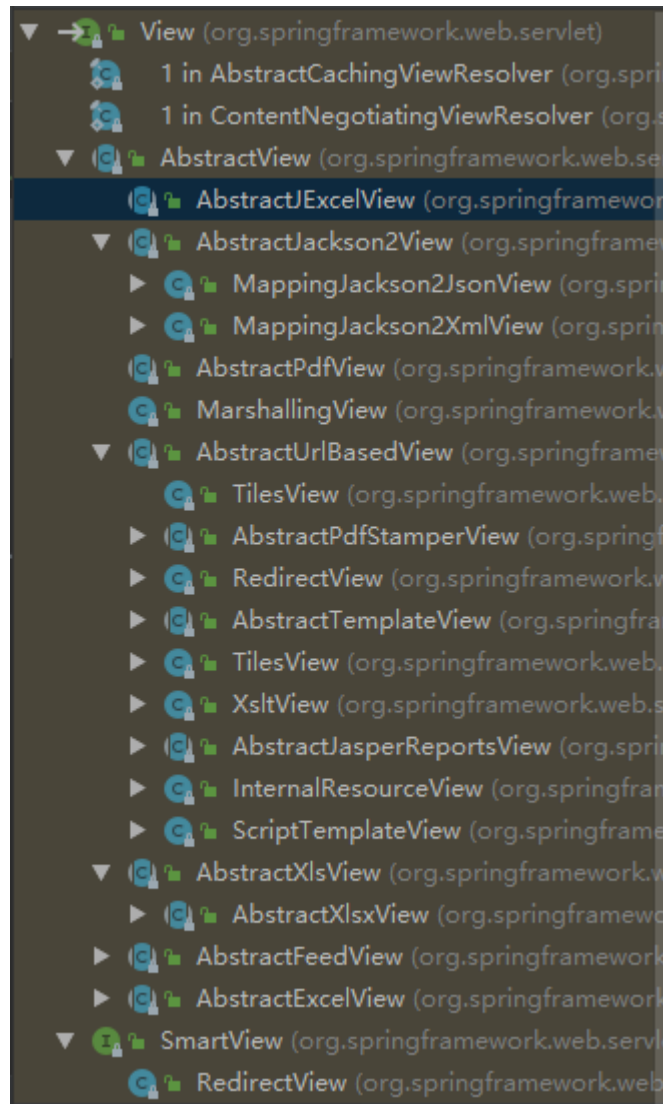 View (org.springframework.web.servlet)
1 in AbstractCachingViewResolver (org.spri
1 in ContentNegotiatingViewResolver (org.s
AbstractView (org.springframework.web.se
AbstractJExcelView (org.springframewor
AbstractJackson2View (org.springframe
MappingJackson2JsonView (org.spri
MappingJackson2XmlView (org.sprin
AbstractPdfView (org.springframework.w
MarshallingView (org.springframework.w
AbstractUrlBasedView (org.springframe
TilesView (org.springframework.web.
AbstractPdfStamperView (org.springf
RedirectView (org.springframework.w
AbstractTemplateView (org.springfra
TilesView (org.springframework.web.
XsltView (org.springframework.web.s
AbstractJasperReportsView (org.spri
InternalResourceView (org.springfran
ScriptTemplateView (org.springframe
AbstractXlsView (org.springframework.w
AbstractXlsxView (org.springframewo
AbstractFeedView (org.springframework
AbstractExcelView (org.springframework
SmartView (org.springframework.web.servl
RedirectView (org.springframework.web